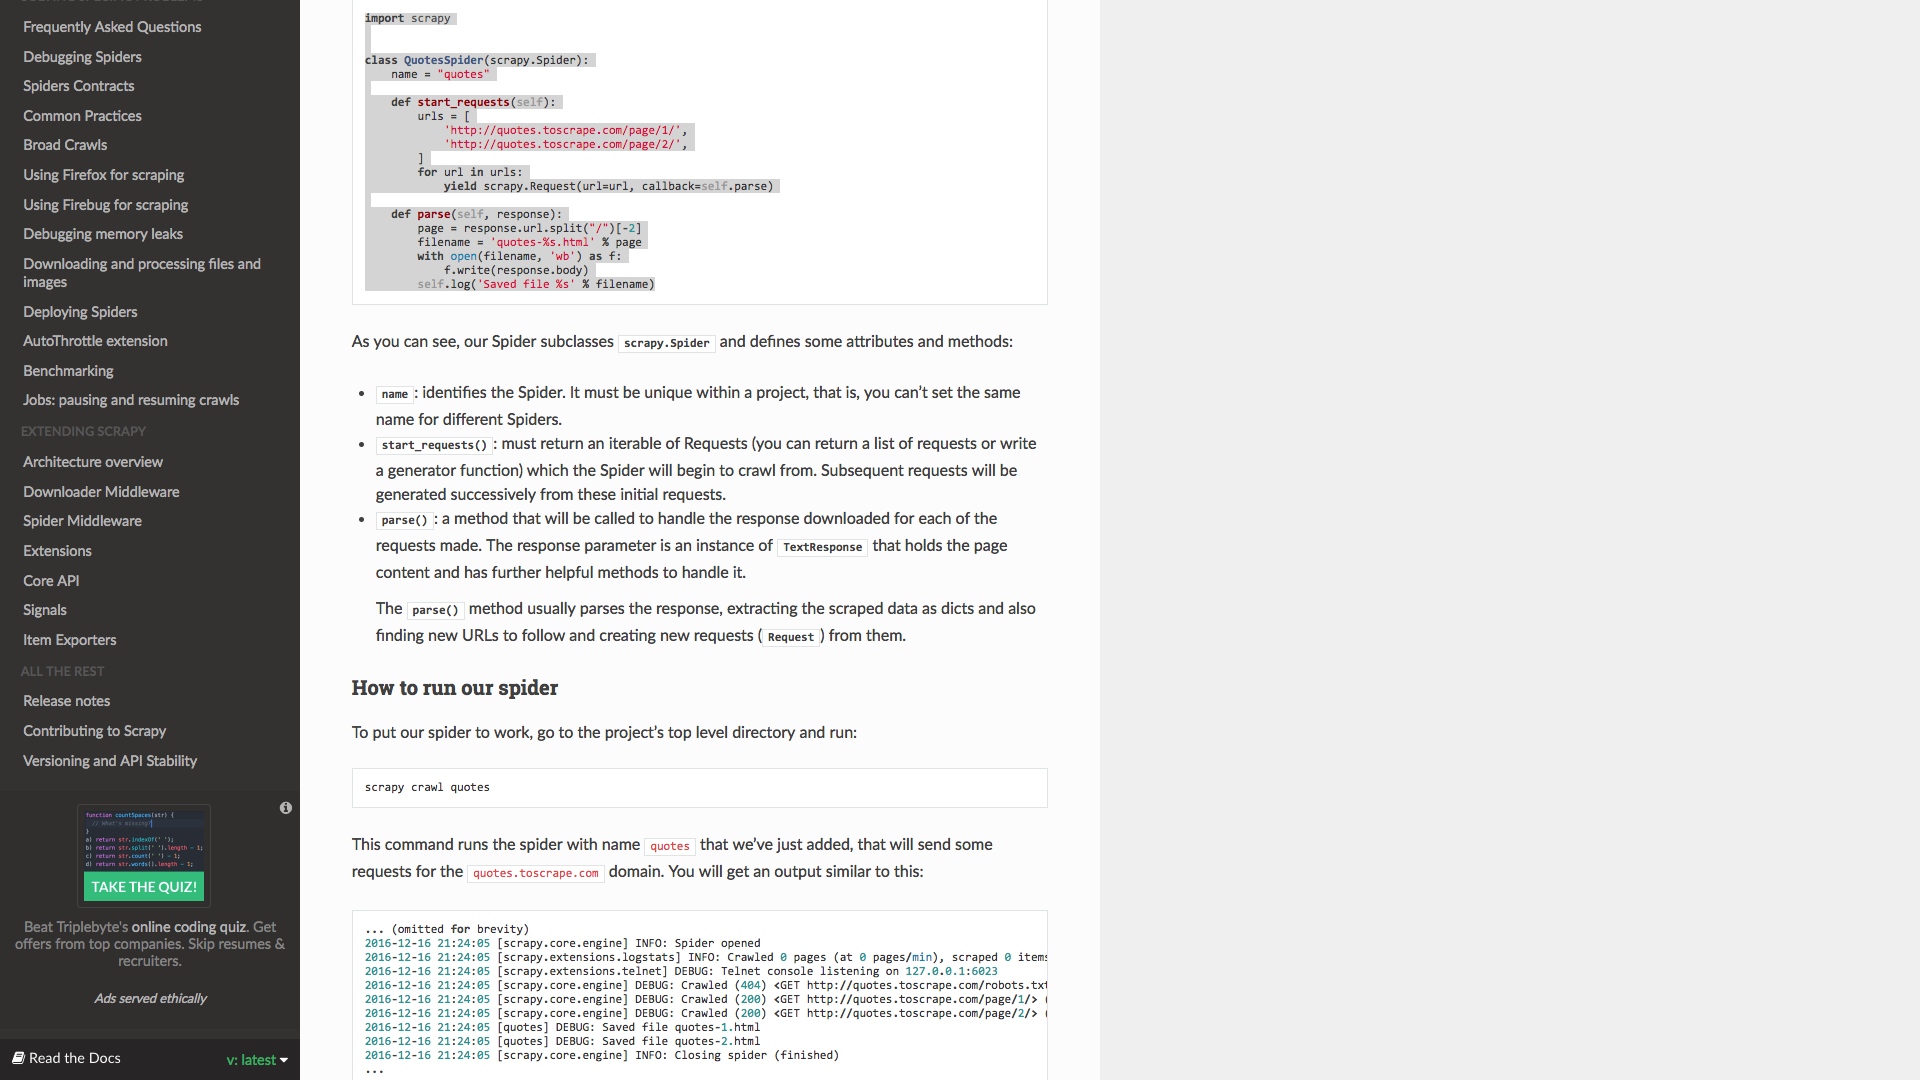 Frequently Asked Questions
Debugging Spiders
Spiders Contracts
Common Practices
Broad Crawls
Using Firefox for scraping
Using Firebug for scraping
Debugging memory leaks
Downloading and processing files and
images
Deploying Spiders
AutoThrottle extension
Benchmarking
Jobs: pausing and resuming crawls
EXTENDING SCRAPY
Architecture overview
Downloader Middleware
Spider Middleware
Extensions
Core API
Signals
Item Exporters
ALL THE REST
Release notes
Contributing to Scrapy
Versioning and API Stability
function countSpaces(str) {
// What's missing?
}
a) return str.indexOf(' ');
b) return str.split(' ').length - 1;
c) return str.count(' ') - 1;
d) return str.words().length - 1;
TAKE THE QUIZ!
Beat Triplebyte's online coding quiz. Get
offers from top companies. Skip resumes &
recruiters.
Ads served ethically
Read the Docs
v: latest
import scrapy
class QuotesSpider(scrapy.Spider):
    name = "quotes"
    def start_requests(self):
        urls = [
            'http://quotes.toscrape.com/page/1/',
            'http://quotes.toscrape.com/page/2/',
        ]
        for url in urls:
            yield scrapy.Request(url=url, callback=self.parse)
    def parse(self, response):
        page = response.url.split("/")[-2]
        filename = 'quotes-%s.html' % page
        with open(filename, 'wb') as f:
            f.write(response.body)
        self.log('Saved file %s' % filename)
As you can see, our Spider subclasses scrapy.Spider and defines some attributes and methods:
• name: identifies the Spider. It must be unique within a project, that is, you can’t set the same
name for different Spiders.
• start_requests(): must return an iterable of Requests (you can return a list of requests or write
a generator function) which the Spider will begin to crawl from. Subsequent requests will be
generated successively from these initial requests.
• parse(): a method that will be called to handle the response downloaded for each of the
requests made. The response parameter is an instance of TextResponse that holds the page
content and has further helpful methods to handle it.
The parse() method usually parses the response, extracting the scraped data as dicts and also
finding new URLs to follow and creating new requests (Request) from them.
How to run our spider
To put our spider to work, go to the project’s top level directory and run:
scrapy crawl quotes
This command runs the spider with name quotes that we’ve just added, that will send some
requests for the quotes.toscrape.com domain. You will get an output similar to this:
... (omitted for brevity)
2016-12-16 21:24:05 [scrapy.core.engine] INFO: Spider opened
2016-12-16 21:24:05 [scrapy.extensions.logstats] INFO: Crawled 0 pages (at 0 pages/min), scraped 0 items
2016-12-16 21:24:05 [scrapy.extensions.telnet] DEBUG: Telnet console listening on 127.0.0.1:6023
2016-12-16 21:24:05 [scrapy.core.engine] DEBUG: Crawled (404) <GET http://quotes.toscrape.com/robots.txt
2016-12-16 21:24:05 [scrapy.core.engine] DEBUG: Crawled (200) <GET http://quotes.toscrape.com/page/1/> (
2016-12-16 21:24:05 [scrapy.core.engine] DEBUG: Crawled (200) <GET http://quotes.toscrape.com/page/2/> (
2016-12-16 21:24:05 [quotes] DEBUG: Saved file quotes-1.html
2016-12-16 21:24:05 [quotes] DEBUG: Saved file quotes-2.html
2016-12-16 21:24:05 [scrapy.core.engine] INFO: Closing spider (finished)
...